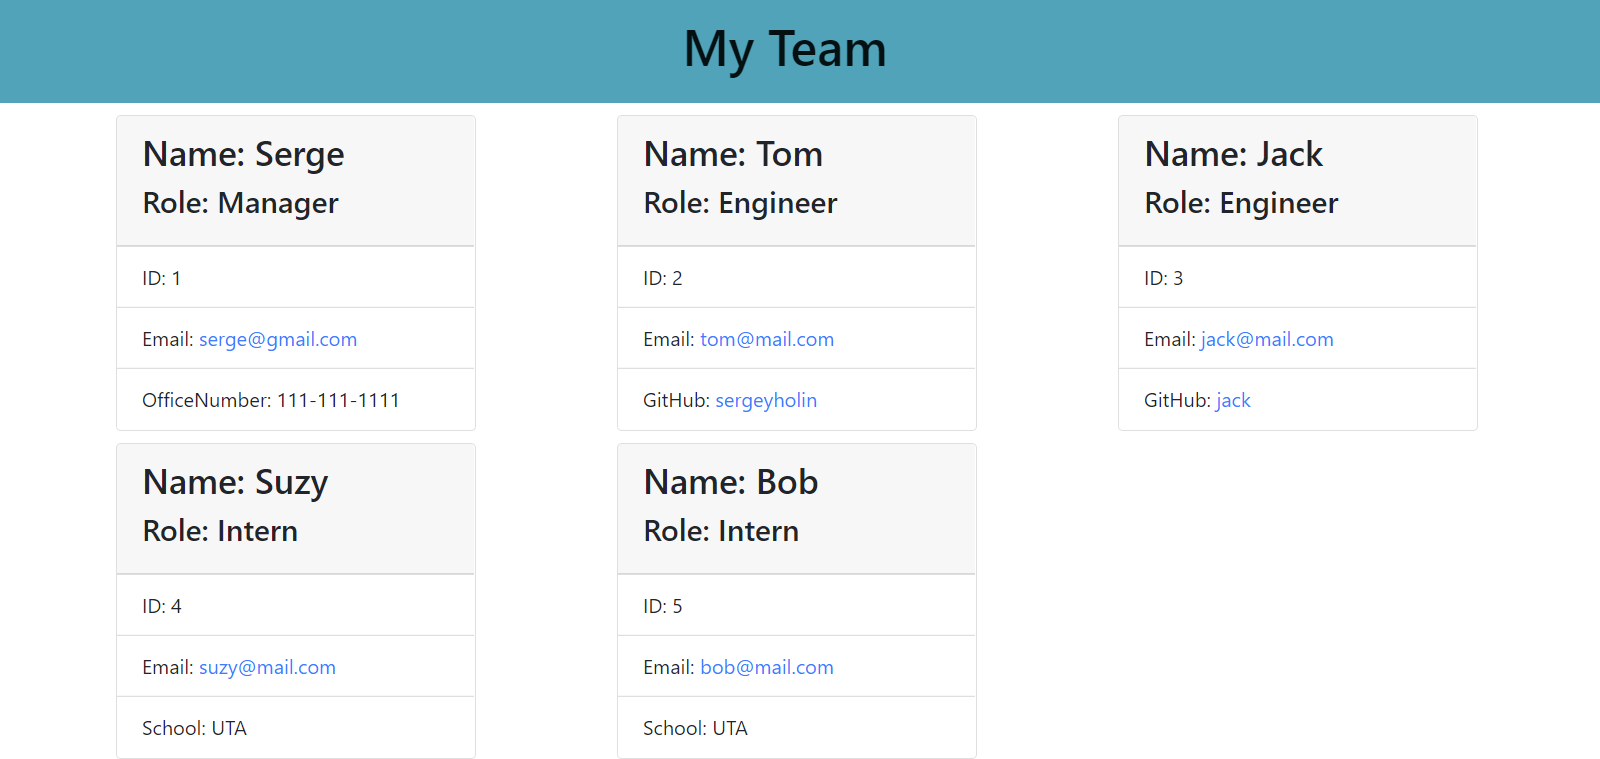 My Team
Name: Serge
Role: Manager
ID: 1
Email: serge@gmail.com
OfficeNumber: 111-111-1111
Name: Tom
Role: Engineer
ID: 2
Email: tom@mail.com
GitHub: sergeyholin
Name: Jack
Role: Engineer
ID: 3
Email: jack@mail.com
GitHub: jack
Name: Suzy
Role: Intern
ID: 4
Email: suzy@mail.com
School: UTA
Name: Bob
Role: Intern
ID: 5
Email: bob@mail.com
School: UTA